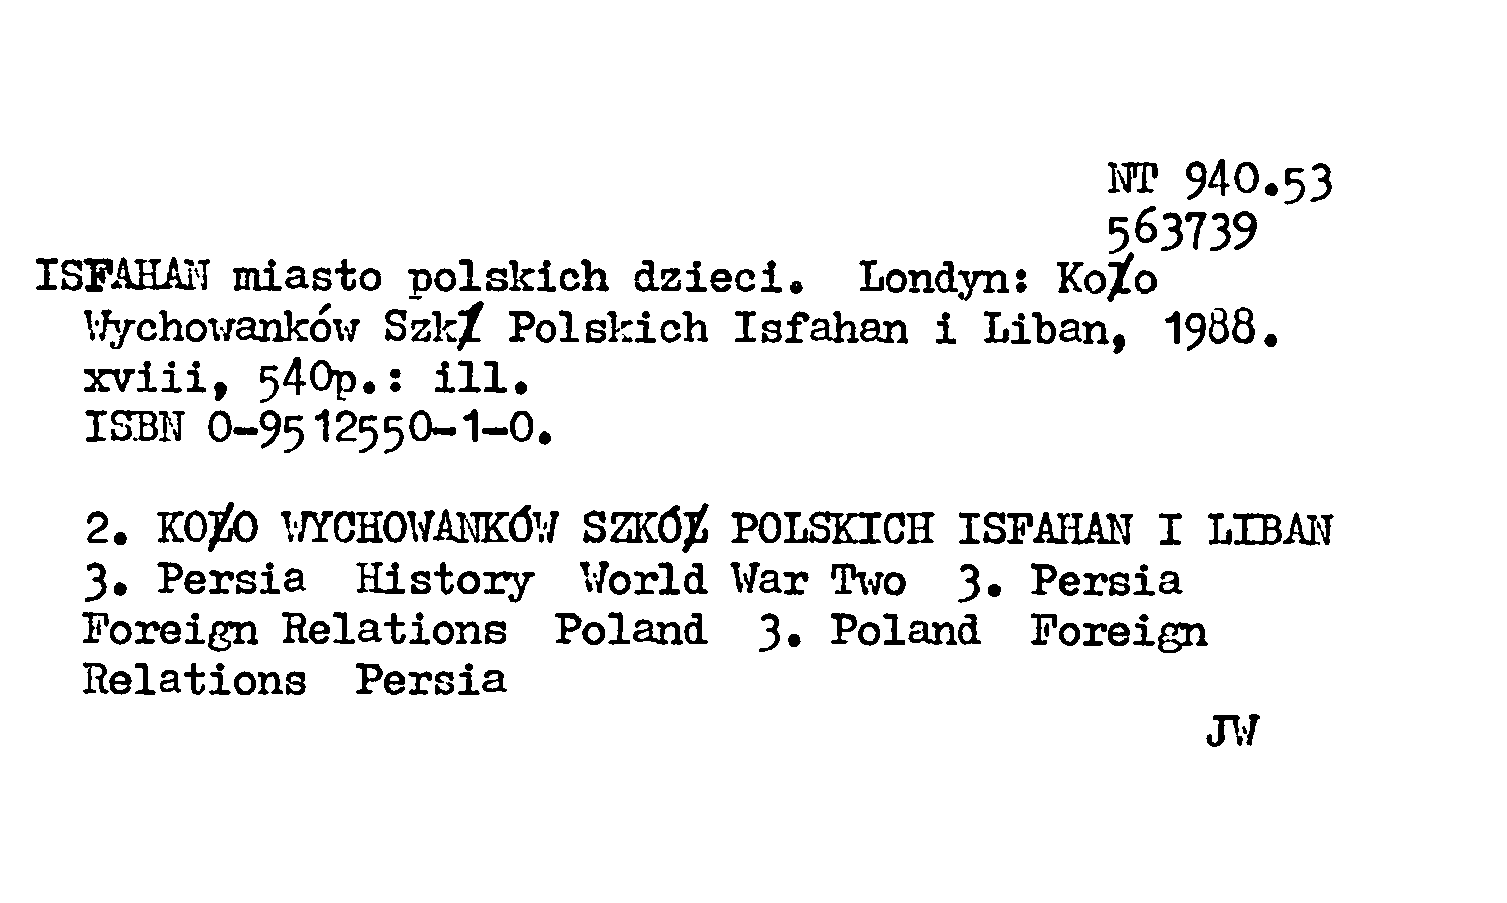 NT 940.53
563739
ISFAHAN miasto polskich dzieci. Londyn: Koło
Wychowanków Szkł Polskich Isfahan i Liban, 1988.
xviii, 540p.: ill.
ISBN 0-9512550-1-0.
2. KOŁO WYCHOWANKÓW SZKÓŁ POLSKICH ISFAHAN I LIBAN
3. Persia History World War Two 3. Persia
Foreign Relations Poland 3. Poland Foreign
Relations Persia
JW